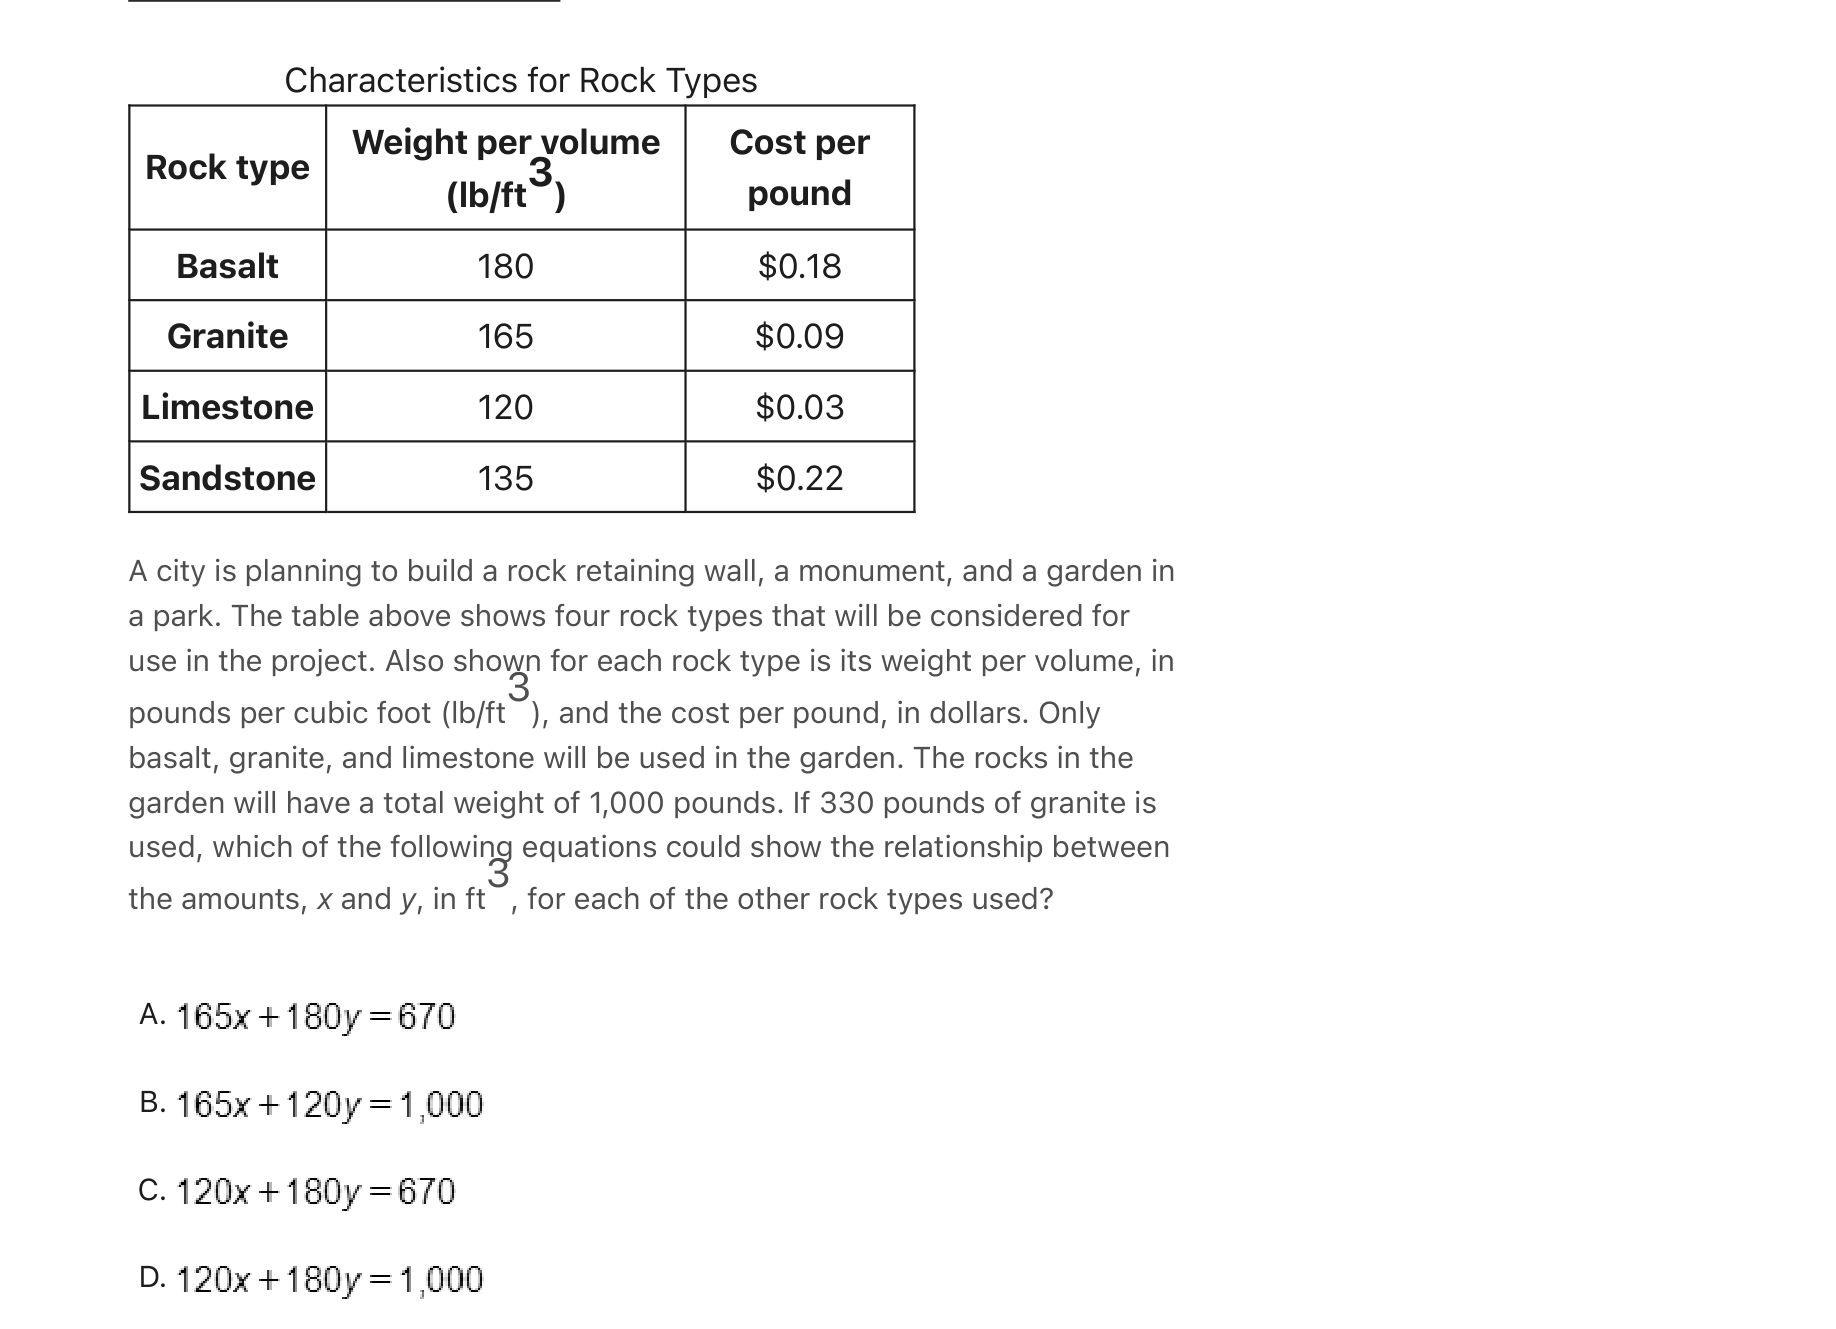 Characteristics for Rock Types
Rock type
Weight per volume
(lb/ft³)
Cost per
pound
Basalt 180 $0.18
Granite 165 $0.09
Limestone 120 $0.03
Sandstone 135 $0.22
A city is planning to build a rock retaining wall, a monument, and a garden in
a park. The table above shows four rock types that will be considered for
use in the project. Also shown for each rock type is its weight per volume, in
pounds per cubic foot (lb/ft³), and the cost per pound, in dollars. Only
basalt, granite, and limestone will be used in the garden. The rocks in the
garden will have a total weight of 1,000 pounds. If 330 pounds of granite is
used, which of the following equations could show the relationship between
the amounts, x and y, in ft³, for each of the other rock types used?
A. 165x + 180y = 670
B. 165x + 120y = 1,000
C. 120x + 180y = 670
D. 120x + 180y = 1,000